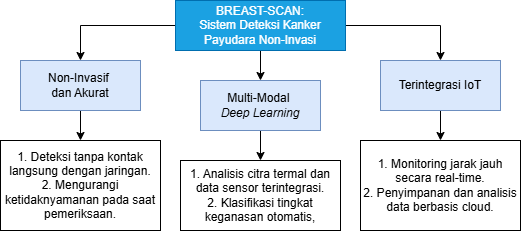 BREAST-SCAN:
Sistem Deteksi Kanker
Payudara Non-Invasi
Non-Invasif
dan Akurat
Multi-Modal
Deep Learning
Terintegrasi IoT
1. Deteksi tanpa kontak
langsung dengan jaringan.
2. Mengurangi
ketidaknyamanan pada saat
pemeriksaan.
1. Analisis citra termal dan
data sensor terintegrasi.
2. Klasifikasi tingkat
keganasan otomatis,
1. Monitoring jarak jauh
secara real-time.
2. Penyimpanan dan analisis
data berbasis cloud.